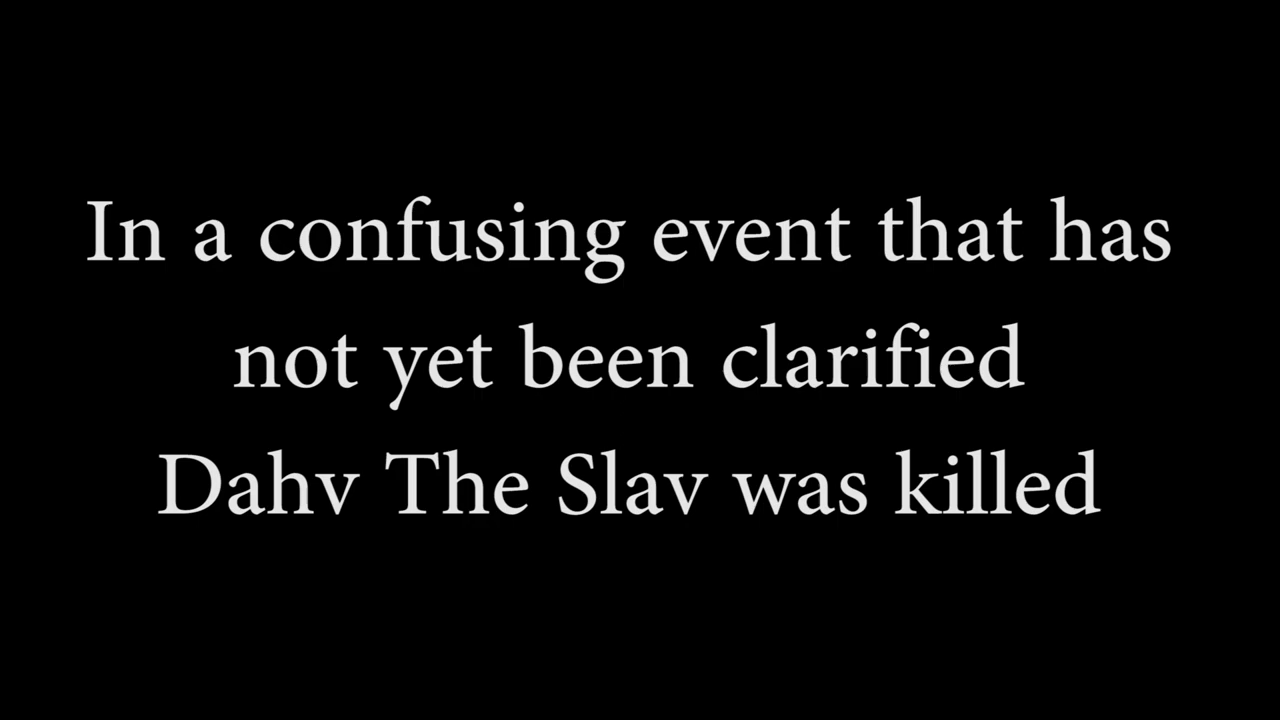 In a confusing event that has
not yet been clarified
Dahv The Slav was killed